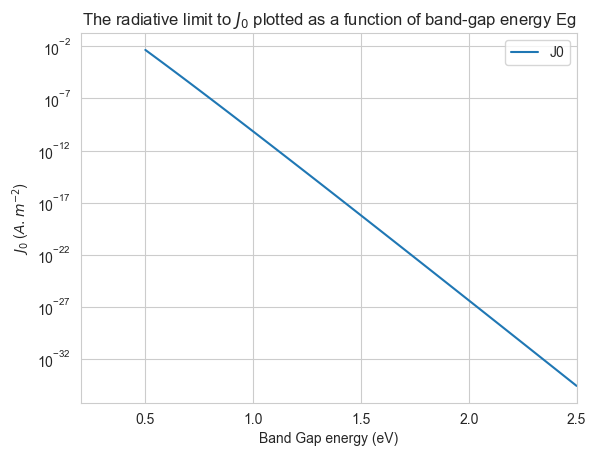 The radiative limit to J₀ plotted as a function of band-gap energy Eg
J0
10⁻²
10⁻⁷
10⁻¹²
10⁻¹⁷
10⁻²²
10⁻²⁷
10⁻³²
J₀ (A. m⁻²)
0.5 1.0 1.5 2.0 2.5
Band Gap energy (eV)